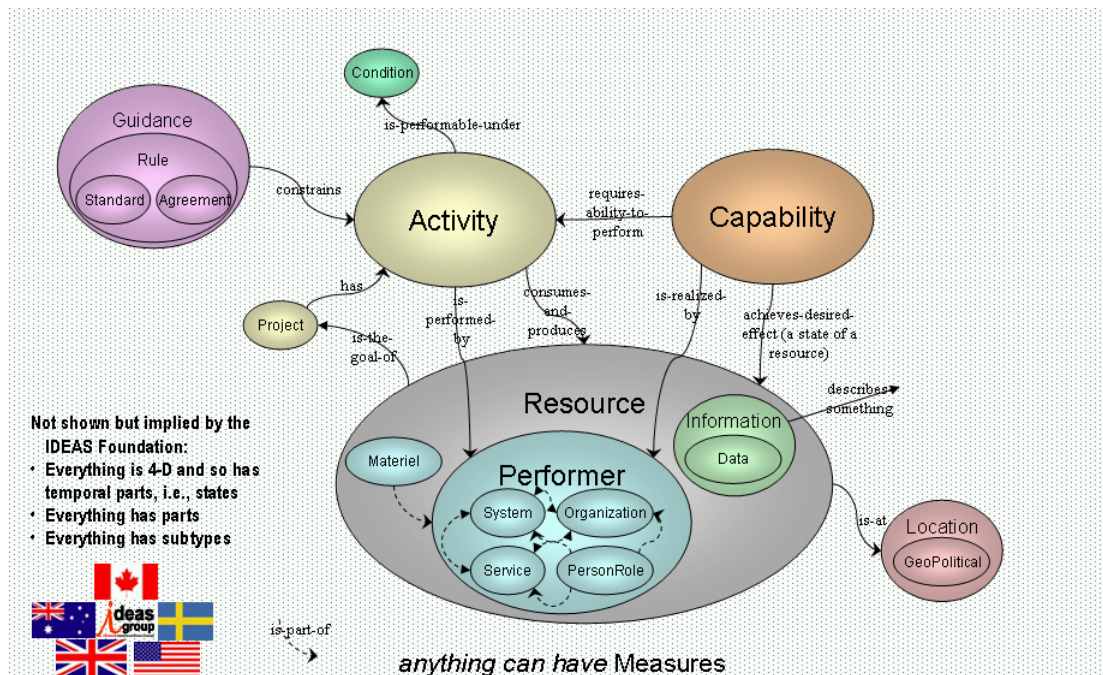 Condition
is-performable-under
Guidance
Rule
Standard
Agreement
constrains
Activity
requires-
ability-to-
perform
Capability
has
Project
is-the-
goal-of
is-
performed-
by
consumes-
and-
produces
is-realized-
by
achieves-desired-
effect (a state of a
resource)
Resource
describes
something
Information
Data
Materiel
Performer
System
Organization
Service
PersonRole
is-at
Location
GeoPolitical
Not shown but implied by the
IDEAS Foundation:
• Everything is 4-D and so has
temporal parts, i.e., states
• Everything has parts
• Everything has subtypes
ideas
group
is-part-of
anything can have Measures